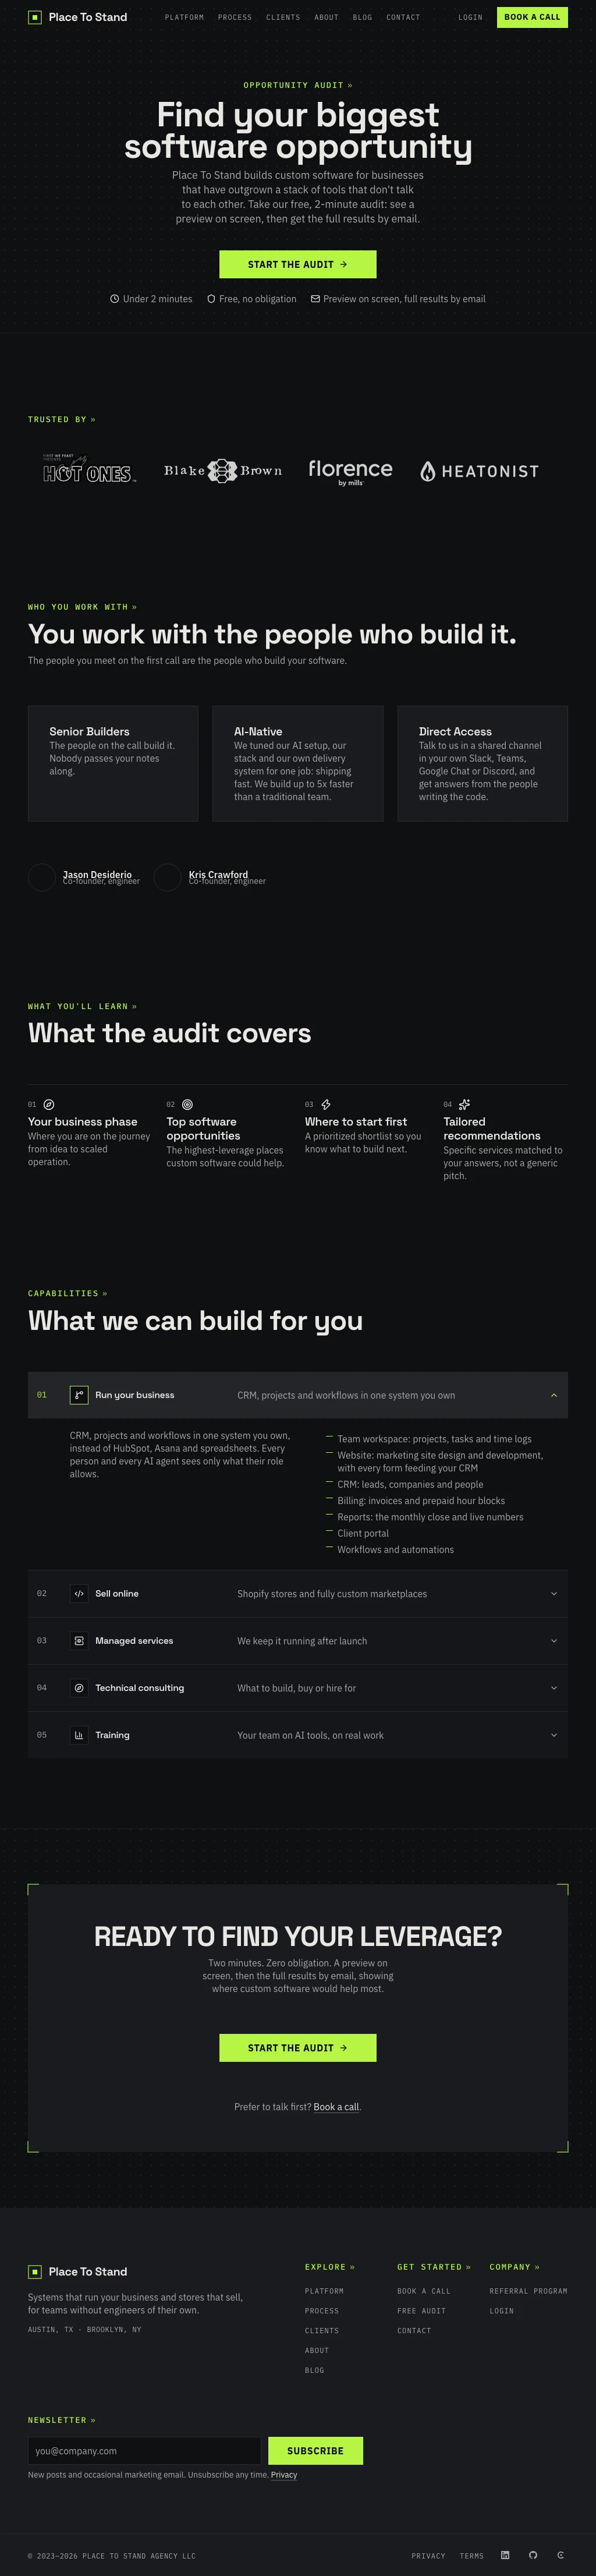 Place To Stand
PLATFORM PROCESS CLIENTS ABOUT BLOG CONTACT LOGIN BOOK A CALL
OPPORTUNITY AUDIT »
Find your biggest
software opportunity
Place To Stand builds custom software for businesses
that have outgrown a stack of tools that don't talk
to each other. Take our free, 2-minute audit: see a
preview on screen, then get the full results by email.
START THE AUDIT →
Under 2 minutes Free, no obligation Preview on screen, full results by email
TRUSTED BY »
FIRST WE FEAST
PRESENTS
HOT ONES
Blake Brown
florence
by mills
HEATONIST
WHO YOU WORK WITH »
You work with the people who build it.
The people you meet on the first call are the people who build your software.
Senior Builders
The people on the call build it.
Nobody passes your notes
along.
AI-Native
We tuned our AI setup, our
stack and our own delivery
system for one job: shipping
fast. We build up to 5x faster
than a traditional team.
Direct Access
Talk to us in a shared channel
in your own Slack, Teams,
Google Chat or Discord, and
get answers from the people
writing the code.
Jason Desiderio
Co-founder, engineer
Kris Crawford
Co-founder, engineer
WHAT YOU'LL LEARN »
What the audit covers
01
Your business phase
Where you are on the journey
from idea to scaled
operation.
02
Top software
opportunities
The highest-leverage places
custom software could help.
03
Where to start first
A prioritized shortlist so you
know what to build next.
04
Tailored
recommendations
Specific services matched to
your answers, not a generic
pitch.
CAPABILITIES »
What we can build for you
01 Run your business CRM, projects and workflows in one system you own
CRM, projects and workflows in one system you own,
instead of HubSpot, Asana and spreadsheets. Every
person and every AI agent sees only what their role
allows.
— Team workspace: projects, tasks and time logs
— Website: marketing site design and development,
with every form feeding your CRM
— CRM: leads, companies and people
— Billing: invoices and prepaid hour blocks
— Reports: the monthly close and live numbers
— Client portal
— Workflows and automations
02 Sell online Shopify stores and fully custom marketplaces
03 Managed services We keep it running after launch
04 Technical consulting What to build, buy or hire for
05 Training Your team on AI tools, on real work
READY TO FIND YOUR LEVERAGE?
Two minutes. Zero obligation. A preview on
screen, then the full results by email, showing
where custom software would help most.
START THE AUDIT →
Prefer to talk first? Book a call.
Place To Stand
Systems that run your business and stores that sell,
for teams without engineers of their own.
AUSTIN, TX · BROOKLYN, NY
EXPLORE »
PLATFORM
PROCESS
CLIENTS
ABOUT
BLOG
GET STARTED »
BOOK A CALL
FREE AUDIT
CONTACT
COMPANY »
REFERRAL PROGRAM
LOGIN
NEWSLETTER »
you@company.com
SUBSCRIBE
New posts and occasional marketing email. Unsubscribe any time. Privacy
© 2023–2026 PLACE TO STAND AGENCY LLC
PRIVACY TERMS